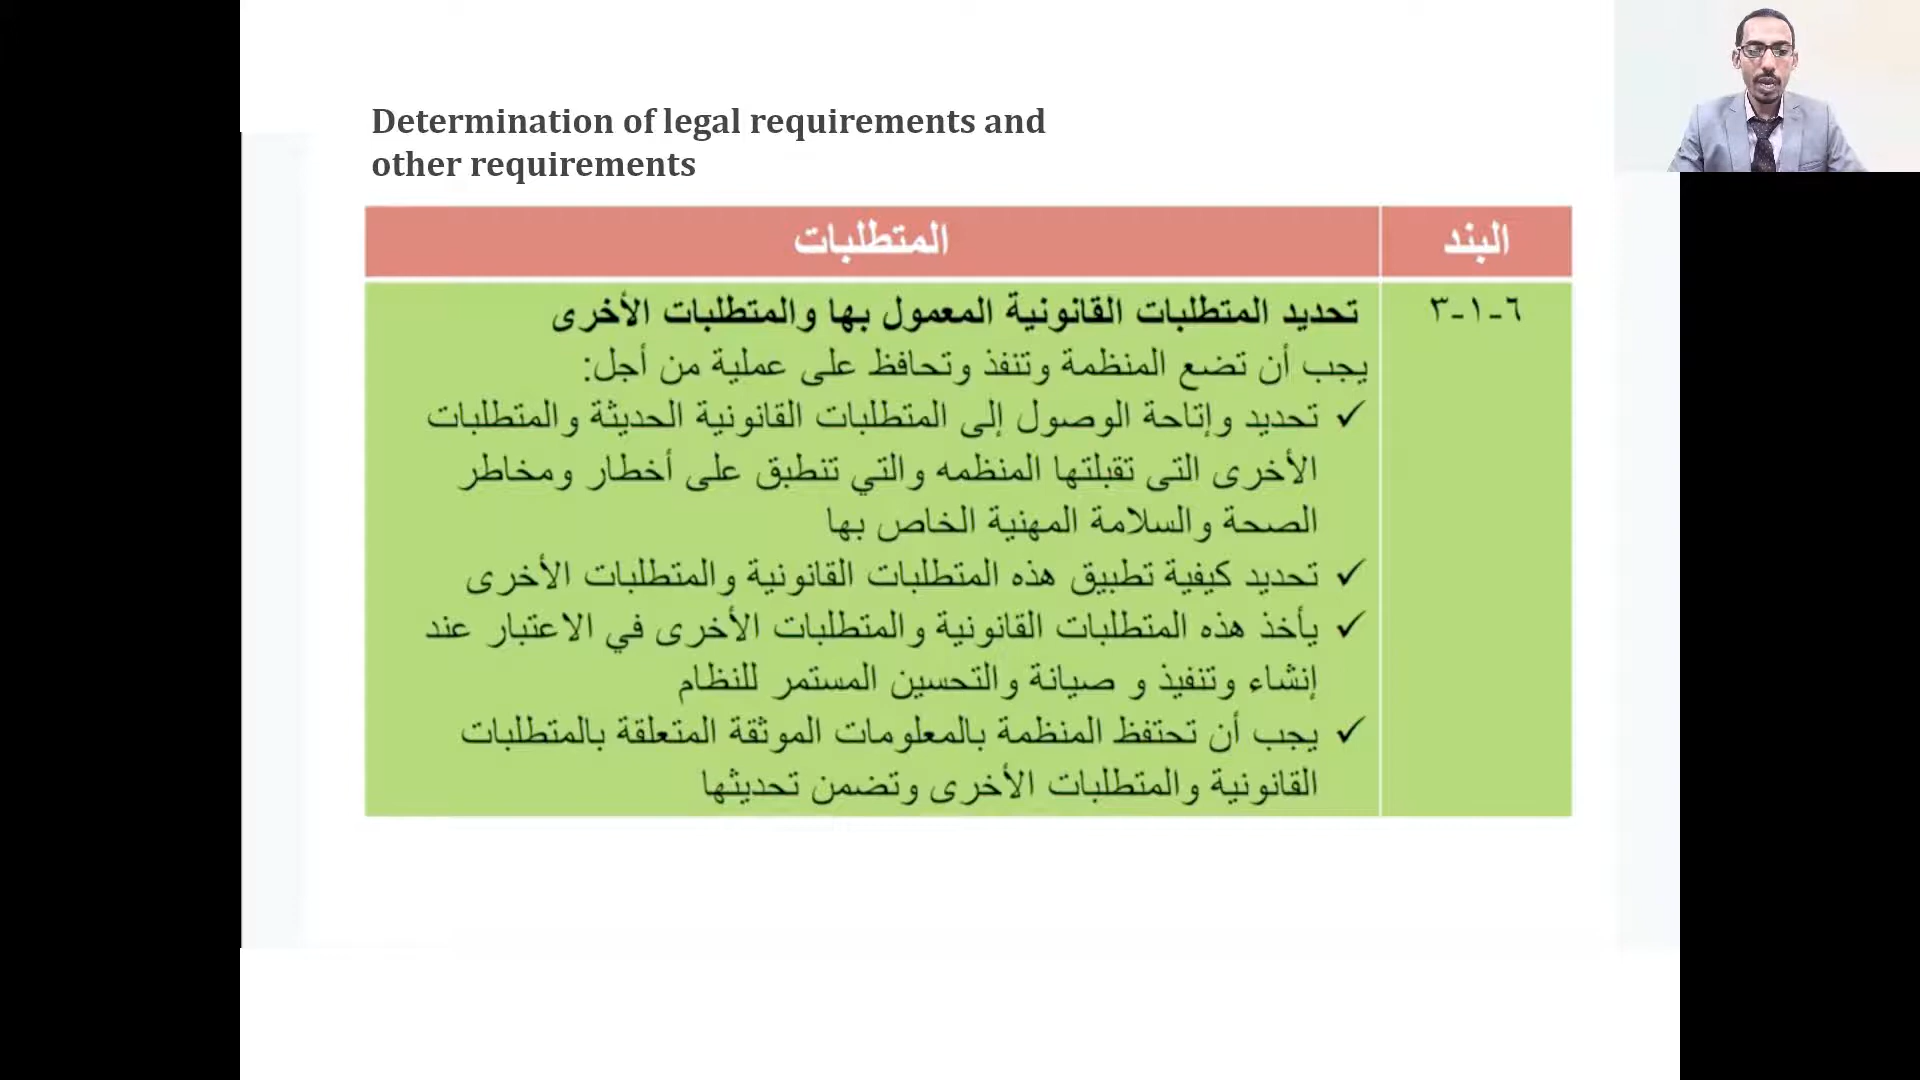 Determination of legal requirements and
other requirements
البند
المتطلبات
٦-١-٣
تحديد المتطلبات القانونية المعمول بها والمتطلبات الأخرى
يجب أن تضع المنظمة وتنفذ وتحافظ على عملية من أجل:
✓ تحديد وإتاحة الوصول إلى المتطلبات القانونية الحديثة والمتطلبات
الأخرى التى تقبلتها المنظمه والتي تنطبق على أخطار ومخاطر
الصحة والسلامة المهنية الخاص بها
✓ تحديد كيفية تطبيق هذه المتطلبات القانونية والمتطلبات الأخرى
✓ يأخذ هذه المتطلبات القانونية والمتطلبات الأخرى في الاعتبار عند
إنشاء وتنفيذ و صيانة والتحسين المستمر للنظام
✓ يجب أن تحتفظ المنظمة بالمعلومات الموثقة المتعلقة بالمتطلبات
القانونية والمتطلبات الأخرى وتضمن تحديثها